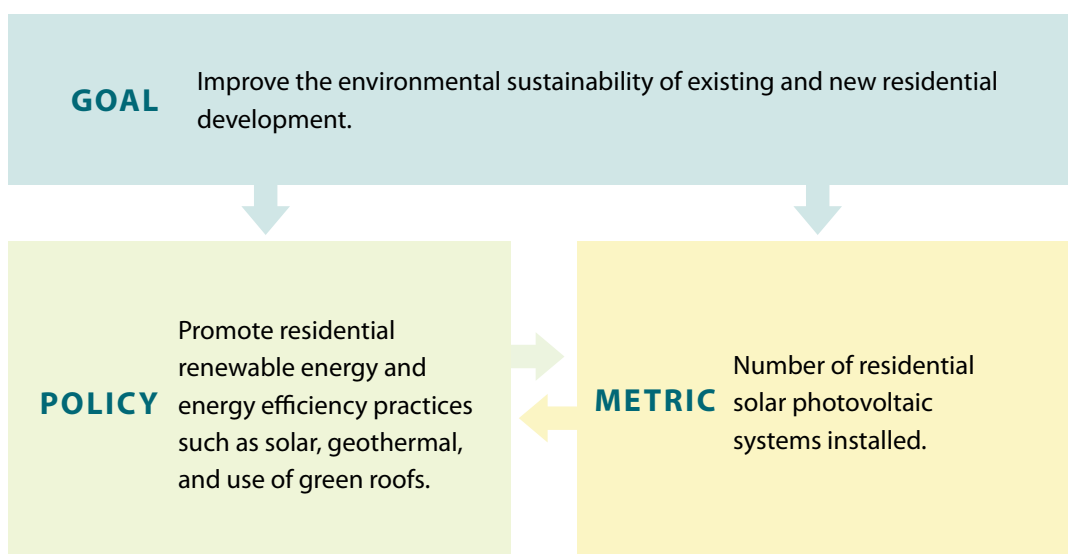 GOAL
Improve the environmental sustainability of existing and new residential
development.
POLICY
Promote residential
renewable energy and
energy efficiency practices
such as solar, geothermal,
and use of green roofs.
METRIC
Number of residential
solar photovoltaic
systems installed.